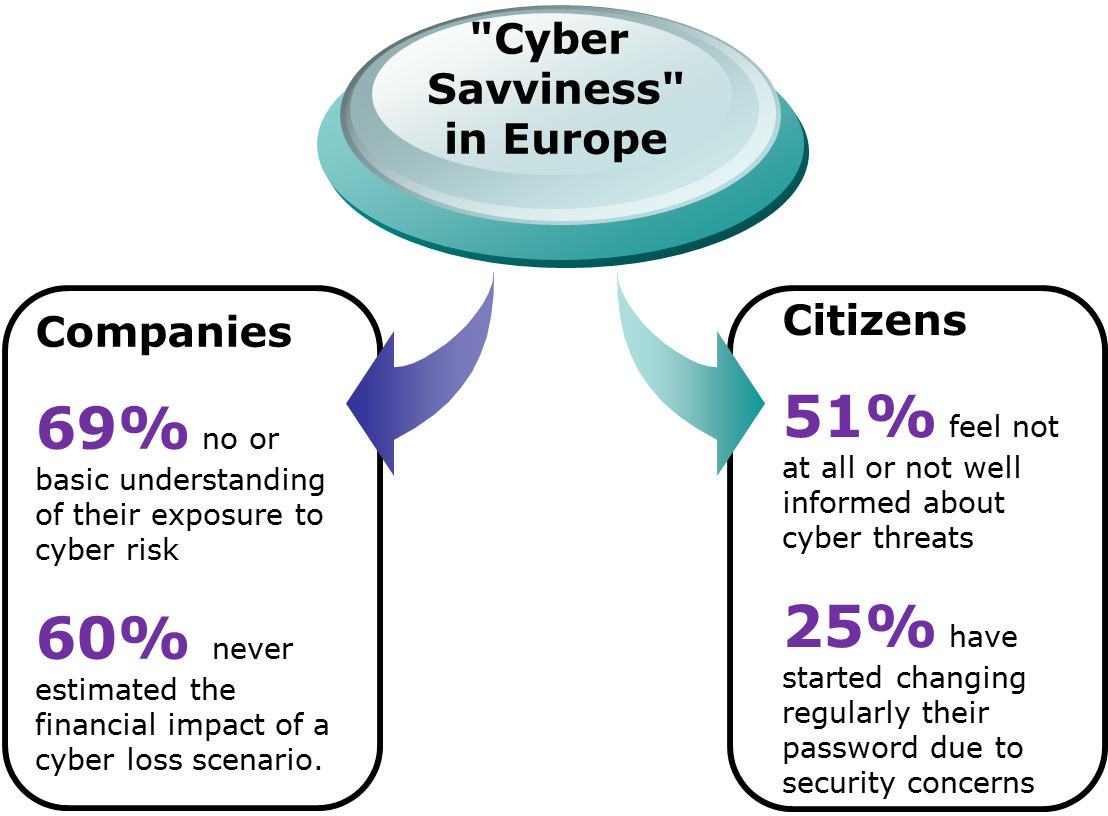 "Cyber
Savviness"
in Europe
Companies
69% no or
basic understanding
of their exposure to
cyber risk
60% never
estimated the
financial impact of a
cyber loss scenario.
Citizens
51% feel not
at all or not well
informed about
cyber threats
25% have
started changing
regularly their
password due to
security concerns